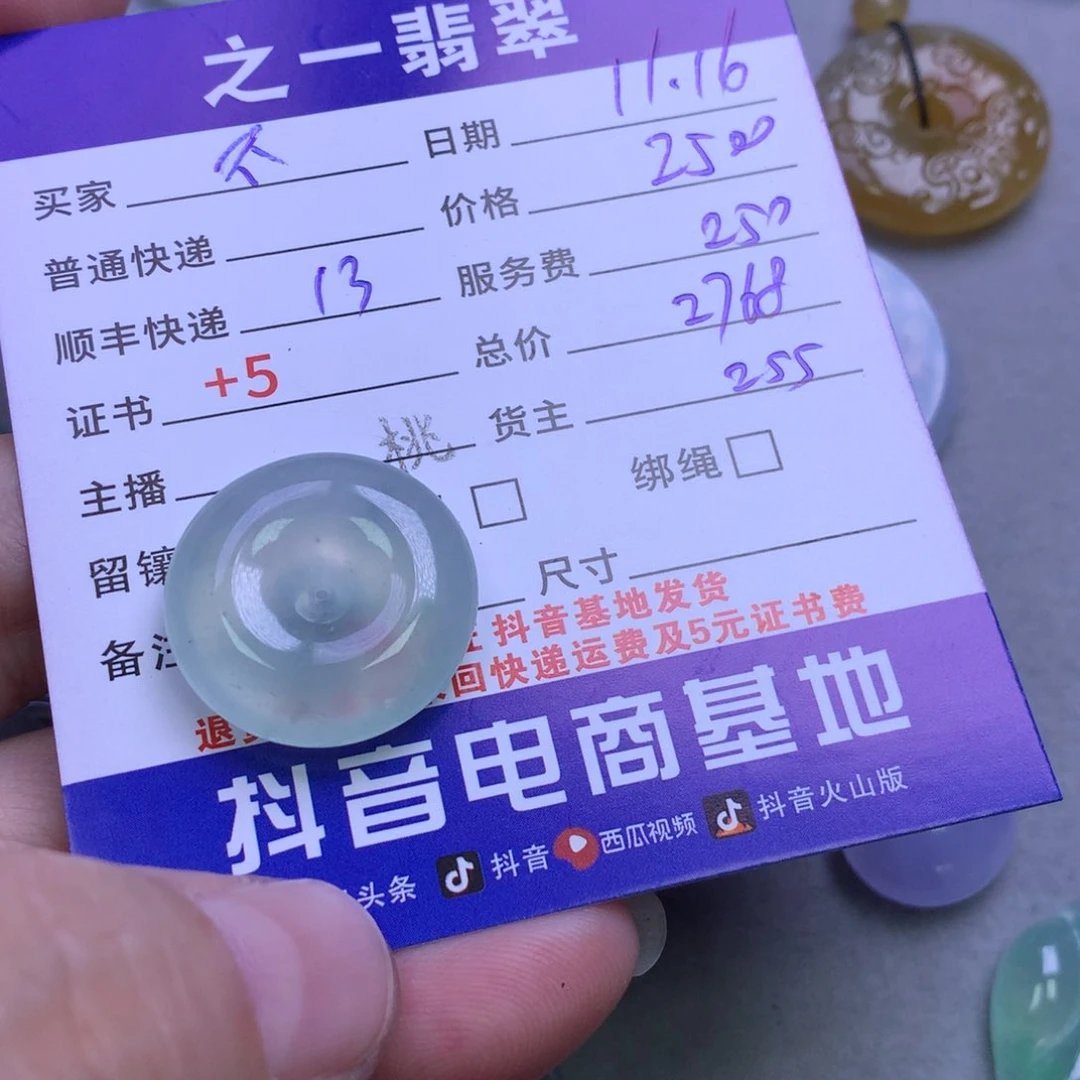 之一翡翠
买家 日期 11.16
普通快递 价格 2500
顺丰快递 13 服务费 250
证书 +5 总价 2768
主播 桃 货主 255
留镶 绑绳
备注 尺寸
抖音基地发货
回快递运费及5元证书费
退
抖音电商基地
头条 抖音 西瓜视频 抖音火山版